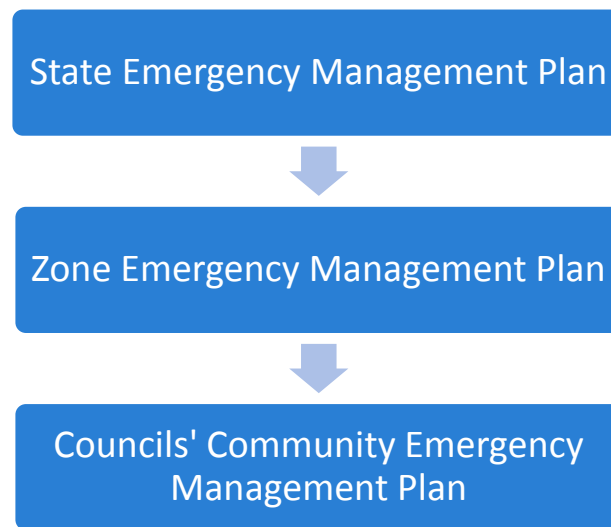 State Emergency Management Plan
Zone Emergency Management Plan
Councils' Community Emergency
Management Plan